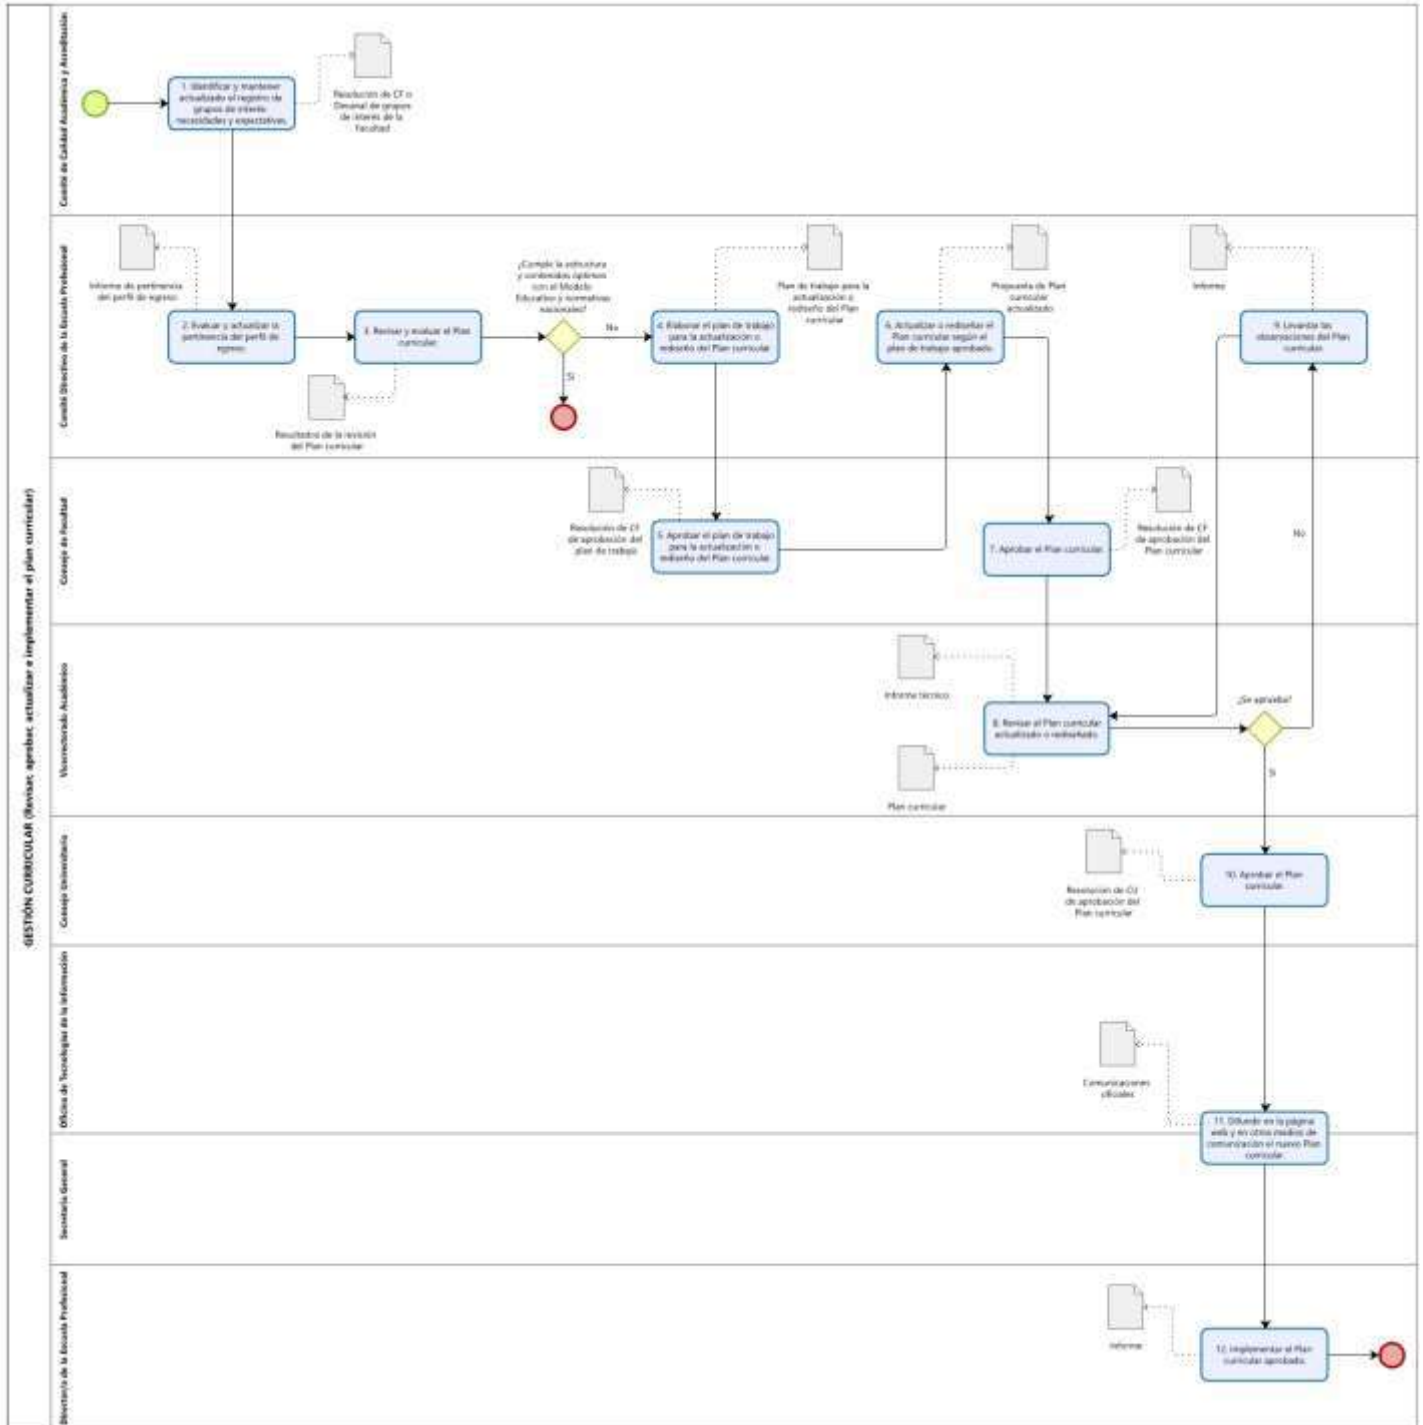 GESTIÓN CURRICULAR (Revisar, aprobar, actualizar e implementar el plan curricular)
Comité de Calidad Académica y Acreditación
1. Identificar y mantener
actualizado el registro de
grupos de interés
necesidades y expectativas.
Resolución de CF o
Decanal de grupos
de interés de la
Facultad
Comité Directivo de la Escuela Profesional
Informe de pertinencia
del perfil de egreso
2. Evaluar y actualizar la
pertinencia del perfil de
egreso.
3. Revisar y evaluar el Plan
curricular.
Resultados de la revisión
del Plan curricular
¿Cumple la estructura
y contenidos óptimos
con el Modelo
Educativo y normativas
nacionales?
No
Si
4. Elaborar el plan de trabajo
para la actualización o
rediseño del Plan curricular
Plan de trabajo para la
actualización o
rediseño del Plan
curricular
6. Actualizar o rediseñar el
Plan curricular según el
plan de trabajo aprobado.
Propuesta de Plan
curricular
actualizado
9. Levantar las
observaciones del Plan
curricular.
Informe
Consejo de Facultad
Resolución de CF
de aprobación del
plan de trabajo
5. Aprobar el plan de trabajo
para la actualización o
rediseño del Plan curricular
7. Aprobar el Plan curricular.
Resolución de CF
de aprobación del
Plan curricular
No
Vicerrectorado Académico
Informe técnico
8. Revisar el Plan curricular
actualizado o rediseñado.
Plan curricular
¿Se aprueba?
Si
Consejo Universitario
Resolución de CU
de aprobación del
Plan curricular
10. Aprobar el Plan
curricular.
Oficina de Tecnologías de la Información
Comunicaciones
oficiales
11. Difunde en la página
web y en otros medios de
comunicación el nuevo Plan
curricular.
Secretaría General
Director/a de la Escuela Profesional
Informe
12. Implementar el Plan
curricular aprobado.